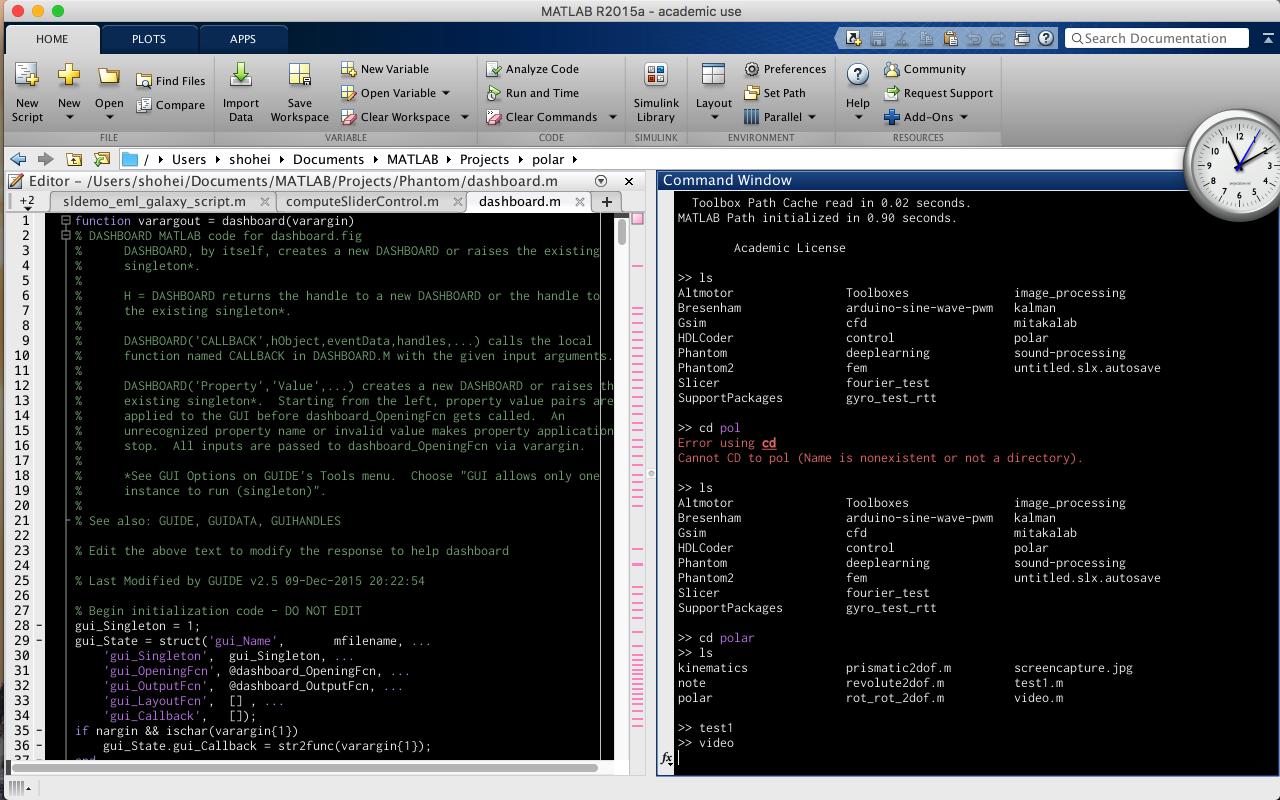 MATLAB R2015a - academic use
HOME PLOTS APPS
Search Documentation
New Script
New
Open
Find Files
Compare
FILE
Import Data
Save Workspace
New Variable
Open Variable
Clear Workspace
VARIABLE
Analyze Code
Run and Time
Clear Commands
CODE
Simulink Library
SIMULINK
Layout
Preferences
Set Path
Parallel
ENVIRONMENT
Help
Community
Request Support
Add-Ons
RESOURCES
/ Users shohei Documents MATLAB Projects polar
Editor - /Users/shohei/Documents/MATLAB/Projects/Phantom/dashboard.m
+2 sldemo_eml_galaxy_script.m computeSliderControl.m dashboard.m +
1 function varargout = dashboard(varargin)
2 % DASHBOARD MATLAB code for dashboard.fig
3 % DASHBOARD, by itself, creates a new DASHBOARD or raises the existing
4 % singleton*.
5 %
6 % H = DASHBOARD returns the handle to a new DASHBOARD or the handle to
7 % the existing singleton*.
8 %
9 % DASHBOARD('CALLBACK',hObject,eventData,handles,...) calls the local
10 % function named CALLBACK in DASHBOARD.M with the given input arguments.
11 %
12 % DASHBOARD('Property','Value',...) creates a new DASHBOARD or raises th
13 % existing singleton*. Starting from the left, property value pairs are
14 % applied to the GUI before dashboard_OpeningFcn gets called. An
15 % unrecognized property name or invalid value makes property application
16 % stop. All inputs are passed to dashboard_OpeningFcn via varargin.
17 %
18 % *See GUI Options on GUIDE's Tools menu. Choose "GUI allows only one
19 % instance to run (singleton)".
20 %
21 % See also: GUIDE, GUIDATA, GUIHANDLES
22
23 % Edit the above text to modify the response to help dashboard
24
25 % Last Modified by GUIDE v2.5 09-Dec-2015 20:22:54
26
27 % Begin initialization code - DO NOT EDIT
28 - gui_Singleton = 1;
29 - gui_State = struct('gui_Name', mfilename, ...
30 'gui_Singleton', gui_Singleton, ...
31 'gui_OpeningFcn', @dashboard_OpeningFcn, ...
32 'gui_OutputFcn', @dashboard_OutputFcn, ...
33 'gui_LayoutFcn', [] , ...
34 'gui_Callback', []);
35 - if nargin && ischar(varargin{1})
36 - gui_State.gui_Callback = str2func(varargin{1});
37 end
Command Window
Toolbox Path Cache read in 0.02 seconds.
MATLAB Path initialized in 0.90 seconds.
Academic License
>> ls
Altmotor Toolboxes image_processing
Bresenham arduino-sine-wave-pwm kalman
Gsim cfd mitakalab
HDLCoder control polar
Phantom deeplearning sound-processing
Phantom2 fem untitled.slx.autosave
Slicer fourier_test
SupportPackages gyro_test_rtt
>> cd pol
Error using cd
Cannot CD to pol (Name is nonexistent or not a directory).
>> ls
Altmotor Toolboxes image_processing
Bresenham arduino-sine-wave-pwm kalman
Gsim cfd mitakalab
HDLCoder control polar
Phantom deeplearning sound-processing
Phantom2 fem untitled.slx.autosave
Slicer fourier_test
SupportPackages gyro_test_rtt
>> cd polar
>> ls
kinematics prismatic2dof.m screencapture.jpg
note revolute2dof.m test1.m
polar rot_rot_2dof.m video.m
>> test1
>> video
fx
12 1 2 3 4 5 6 7 8 9 10 11